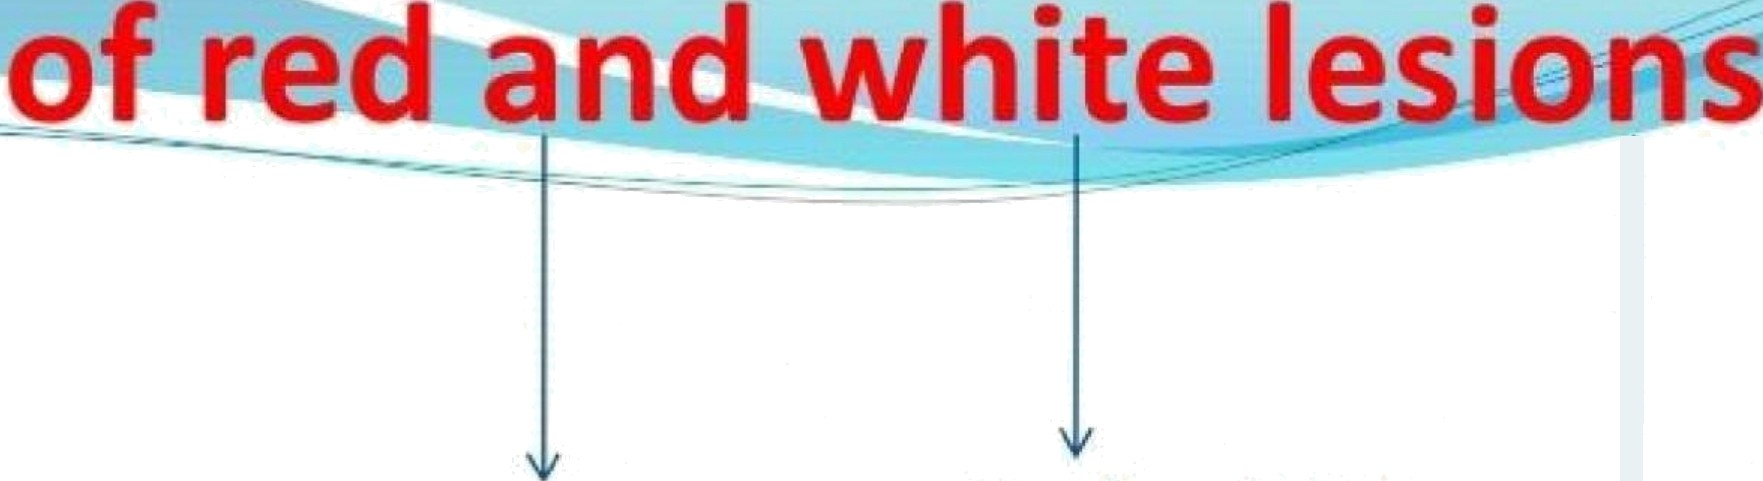 of red and white lesions